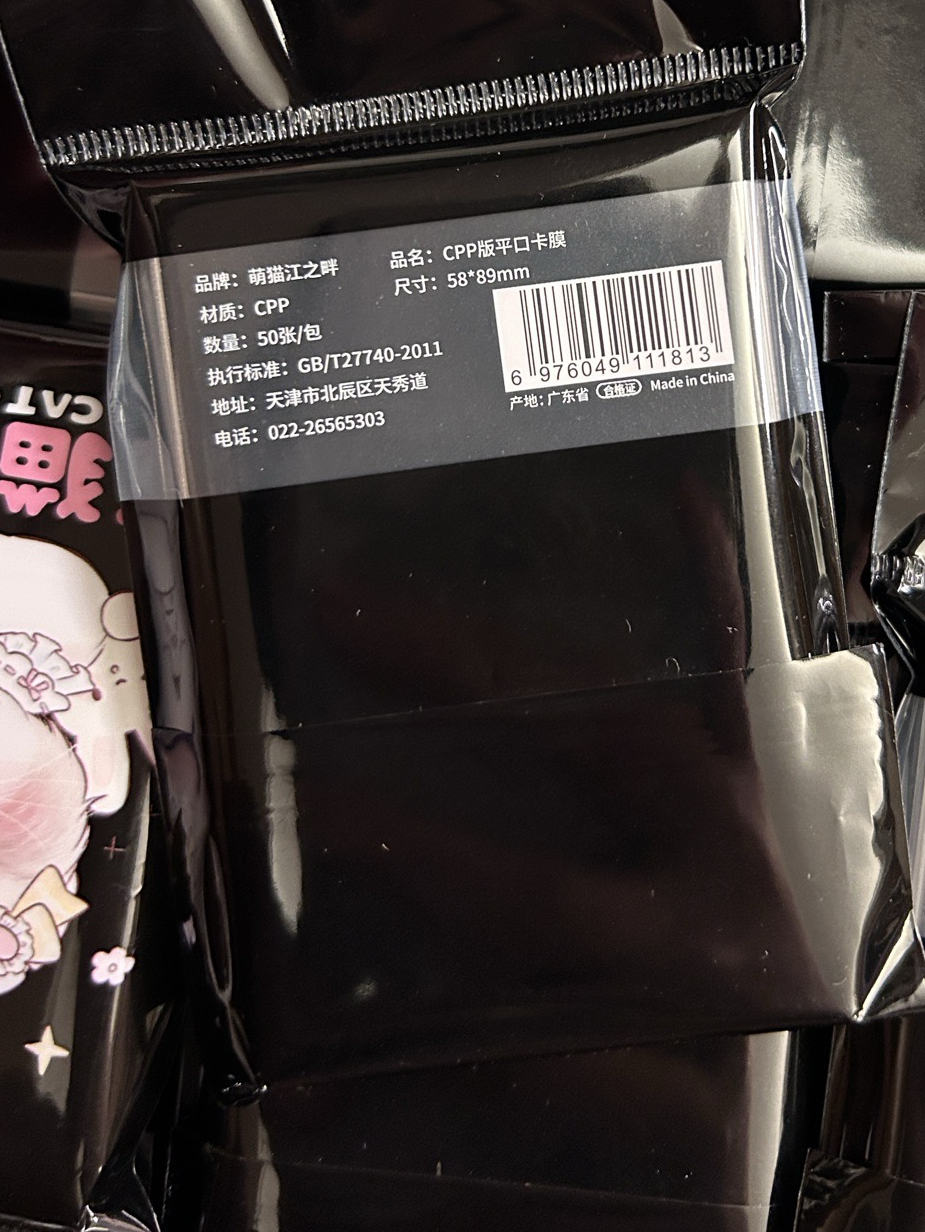 品牌：萌猫江之畔
品名：CPP版平口卡膜
材质：CPP
尺寸：58*89mm
数量：50张/包
执行标准：GB/T27740-2011
地址：天津市北辰区天秀道
电话：022-26565303
6 976049 111813
产地：广东省 合格证 Made in China
CAT